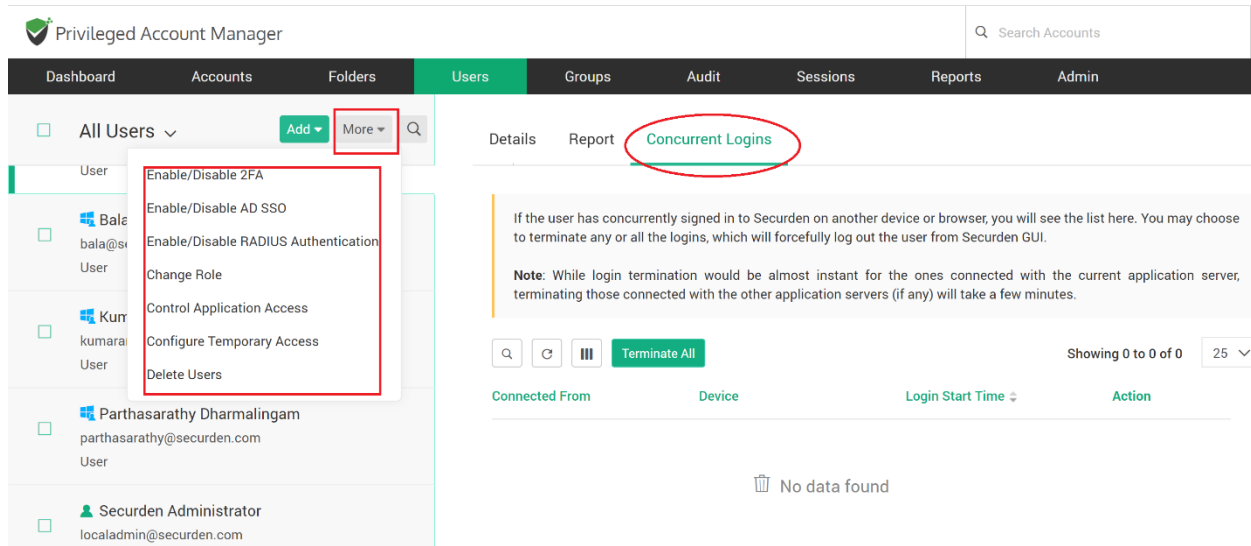 Privileged Account Manager
Search Accounts
Dashboard Accounts Folders Users Groups Audit Sessions Reports Admin
All Users
Add
More
User
Enable/Disable 2FA
Enable/Disable AD SSO
Enable/Disable RADIUS Authentication
Change Role
Control Application Access
Configure Temporary Access
Delete Users
Bala
bala@se
User
Kum
kumara
User
Parthasarathy Dharmalingam
parthasarathy@securden.com
User
Securden Administrator
localadmin@securden.com
Details Report Concurrent Logins
If the user has concurrently signed in to Securden on another device or browser, you will see the list here. You may choose
to terminate any or all the logins, which will forcefully log out the user from Securden GUI.
Note: While login termination would be almost instant for the ones connected with the current application server,
terminating those connected with the other application servers (if any) will take a few minutes.
Terminate All
Showing 0 to 0 of 0
25
Connected From Device Login Start Time Action
No data found